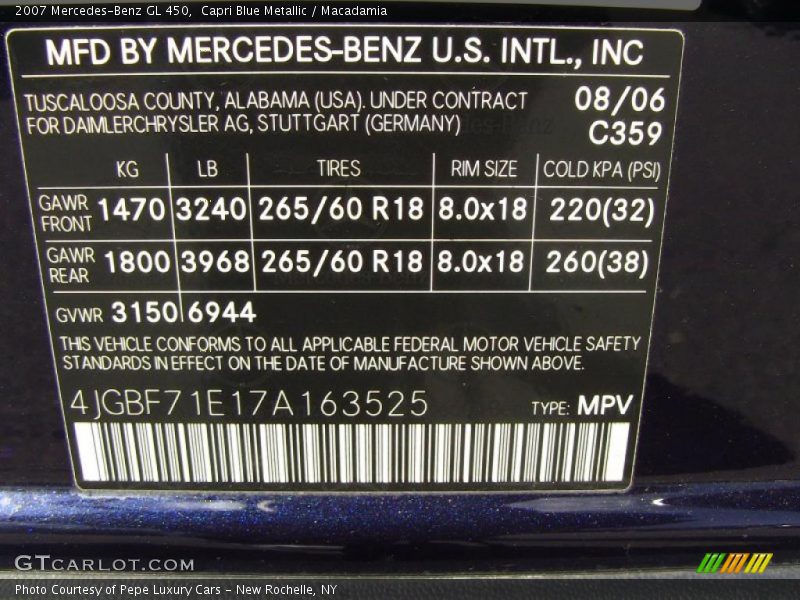 2007 Mercedes-Benz GL 450, Capri Blue Metallic / Macadamia
MFD BY MERCEDES-BENZ U.S. INTL., INC
TUSCALOOSA COUNTY, ALABAMA (USA). UNDER CONTRACT
FOR DAIMLERCHRYSLER AG, STUTTGART (GERMANY)
08/06
C359
KG LB TIRES RIM SIZE COLD KPA (PSI)
GAWR FRONT 1470 3240 265/60 R18 8.0x18 220(32)
GAWR REAR 1800 3968 265/60 R18 8.0x18 260(38)
GVWR 3150 6944
THIS VEHICLE CONFORMS TO ALL APPLICABLE FEDERAL MOTOR VEHICLE SAFETY
STANDARDS IN EFFECT ON THE DATE OF MANUFACTURE SHOWN ABOVE.
4JGBF71E17A163525 TYPE: MPV
GTCARLOT.COM
Photo Courtesy of Pepe Luxury Cars - New Rochelle, NY